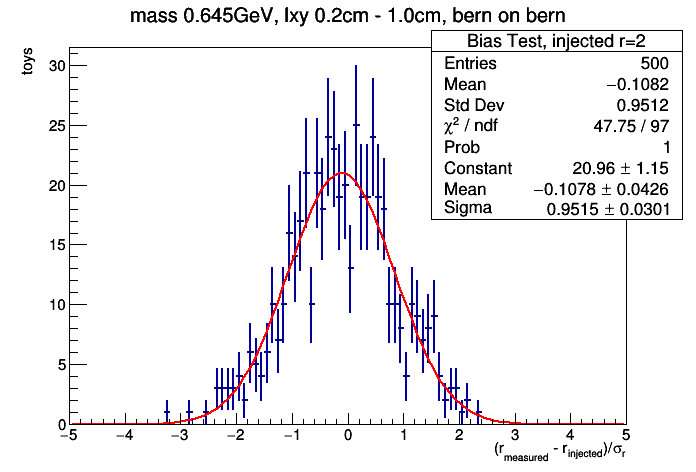 mass 0.645GeV, lxy 0.2cm - 1.0cm, bern on bern
toys
Bias Test, injected r=2
Entries 500
Mean −0.1082
Std Dev 0.9512
χ² / ndf 47.75 / 97
Prob 1
Constant 20.96 ± 1.15
Mean −0.1078 ± 0.0426
Sigma 0.9515 ± 0.0301
30
25
20
15
10
5
0
−5 −4 −3 −2 −1 0 1 2 3 4 5
(r_measured - r_injected)/σ_r